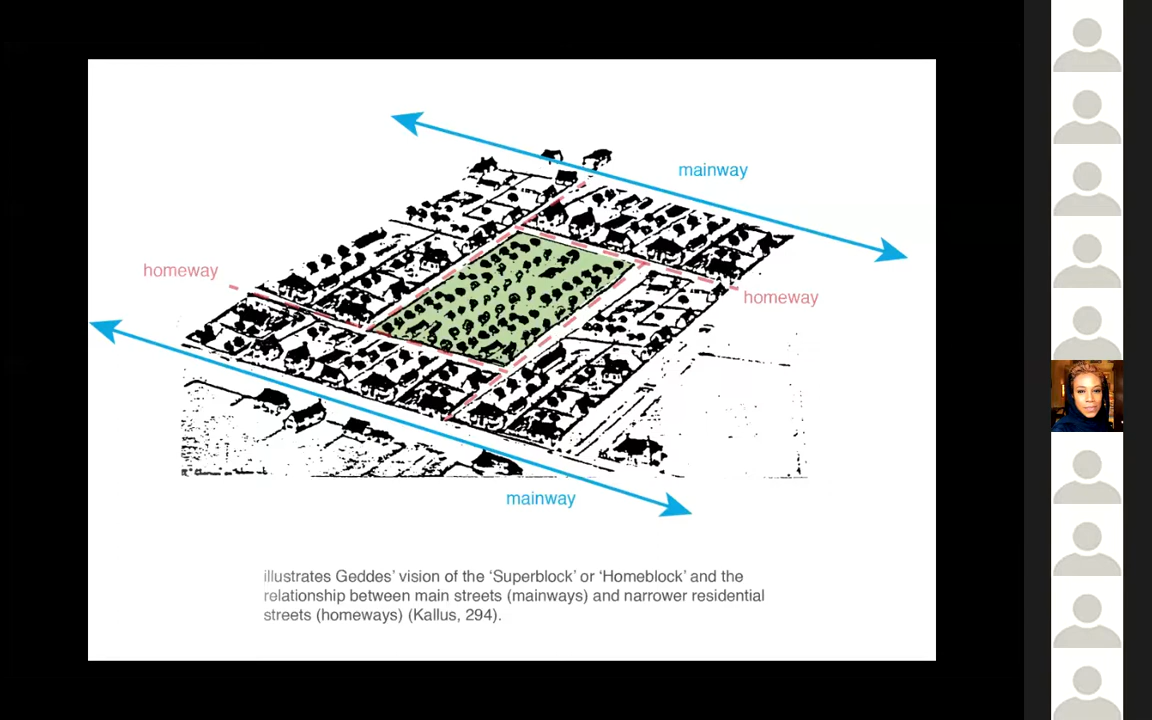 mainway
homeway
homeway
mainway
illustrates Geddes’ vision of the ‘Superblock’ or ‘Homeblock’ and the
relationship between main streets (mainways) and narrower residential
streets (homeways) (Kallus, 294).